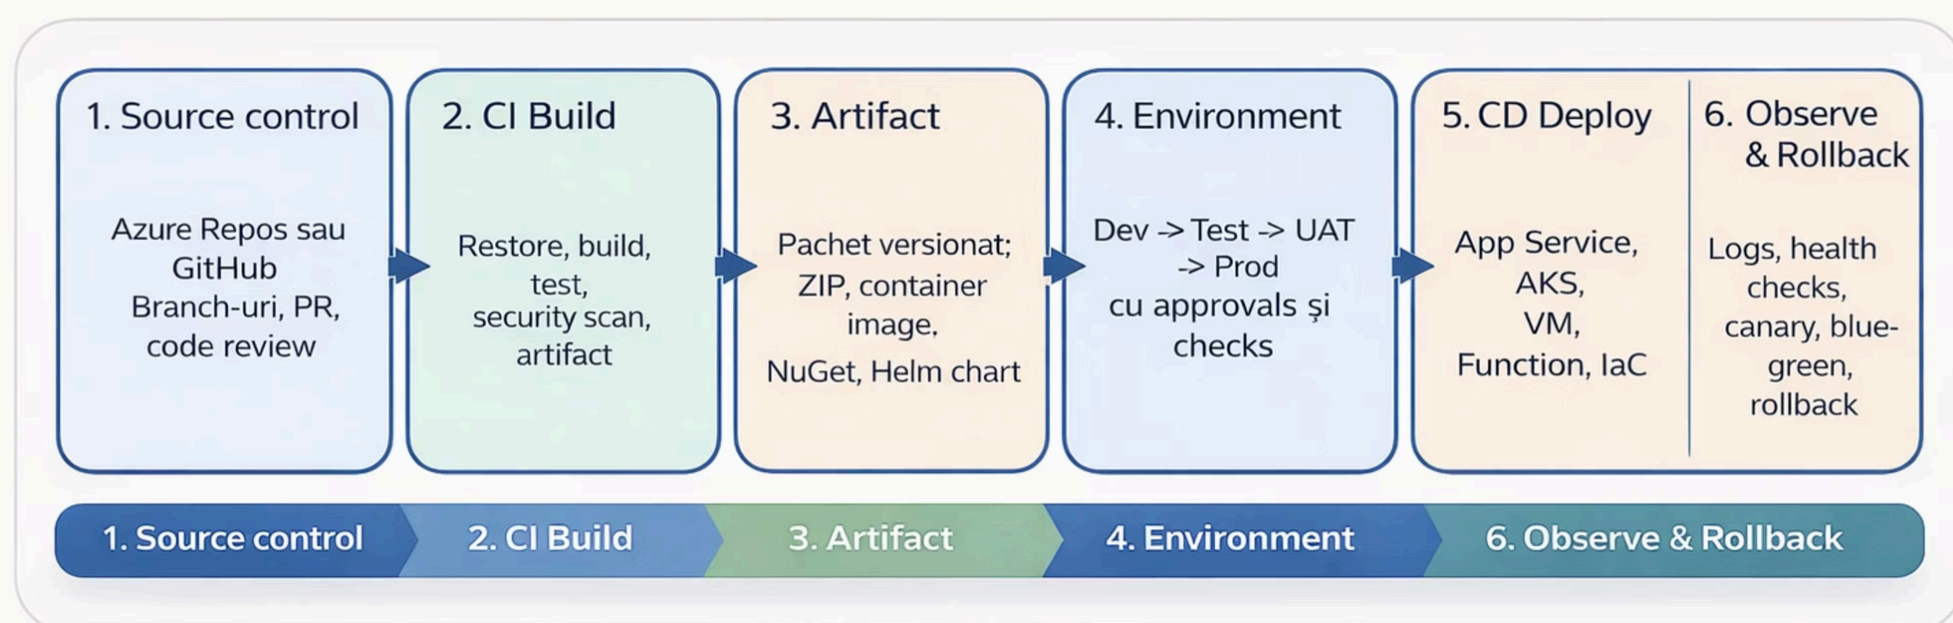 1. Source control
Azure Repos sau
GitHub
Branch-uri, PR,
code review
2. CI Build
Restore, build,
test,
security scan,
artifact
3. Artifact
Pachet versionat;
ZIP, container
image,
NuGet, Helm chart
4. Environment
Dev -> Test -> UAT
-> Prod
cu approvals și
checks
5. CD Deploy
App Service,
AKS,
VM,
Function, IaC
6. Observe
& Rollback
Logs, health
checks,
canary, blue-
green,
rollback
1. Source control
2. CI Build
3. Artifact
4. Environment
6. Observe & Rollback